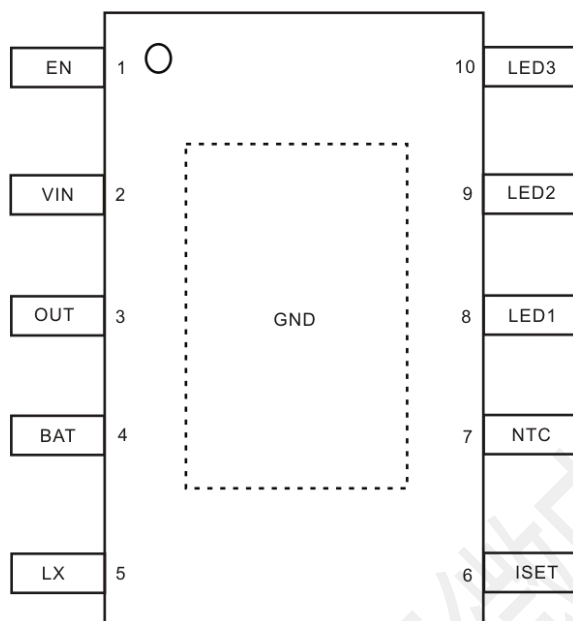 EN 1 10 LED3
VIN 2 9 LED2
OUT 3 GND 8 LED1
BAT 4 7 NTC
LX 5 6 ISET